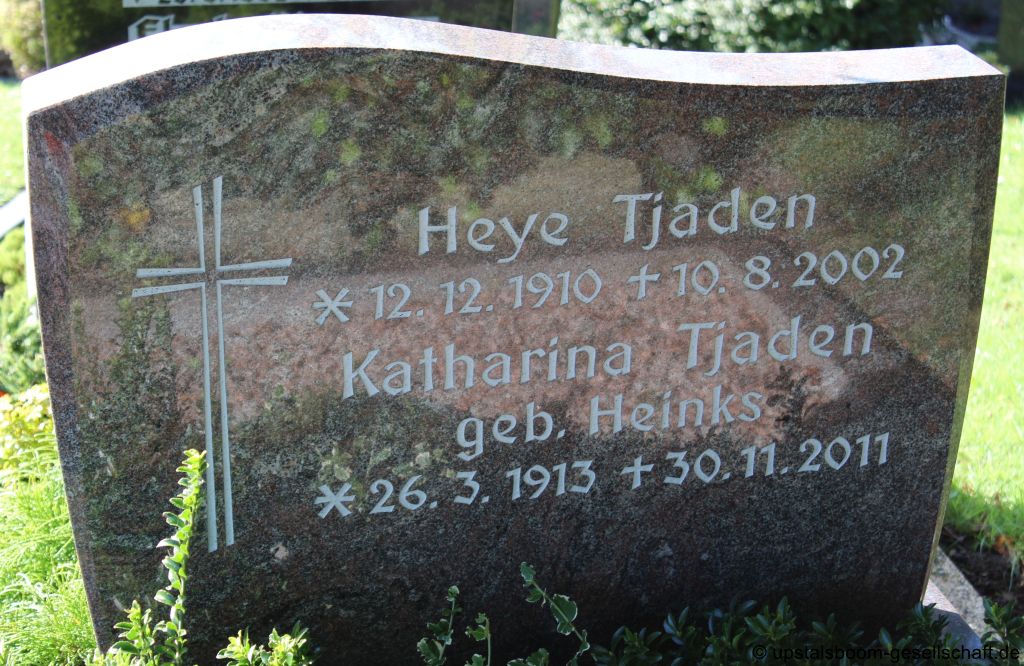 Heye Tjaden
* 12. 12. 1910 † 10. 8. 2002
Katharina Tjaden
geb. Heinks
* 26. 3. 1913 † 30. 11. 2011
© upstalsboom-gesellschaft.de